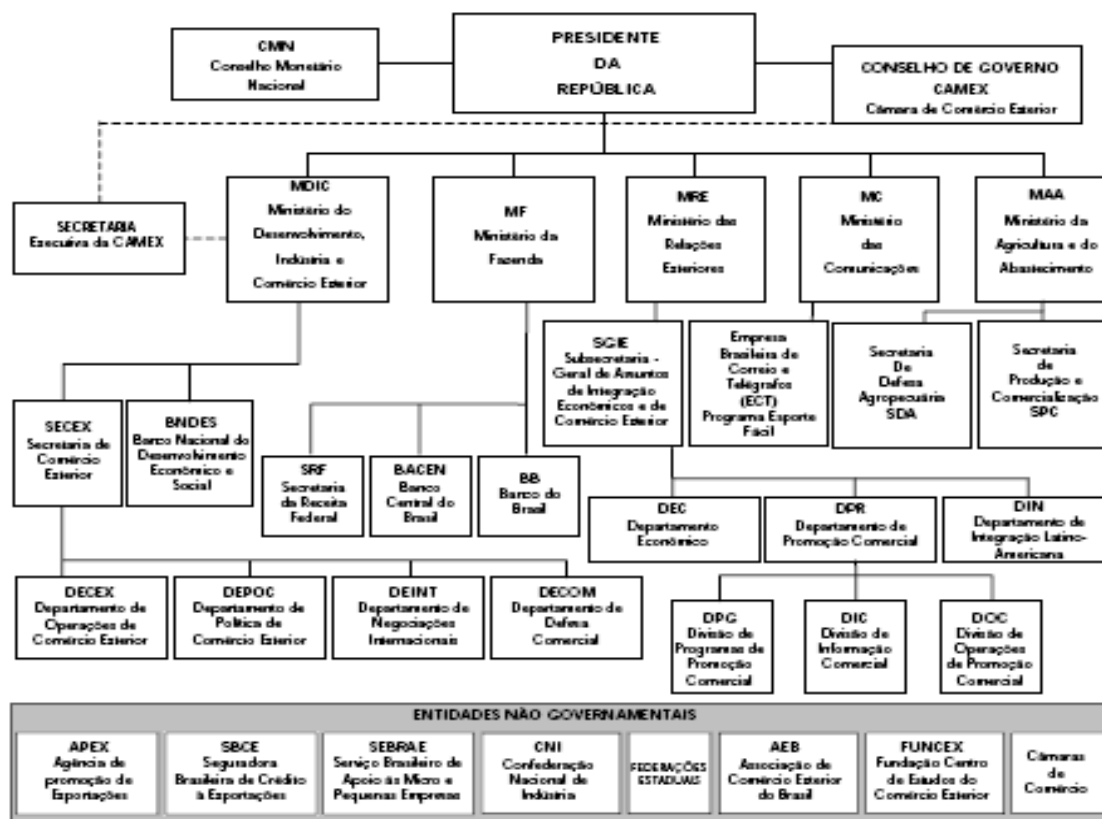 CMN
Conselho Monetário
Nacional
PRESIDENTE
DA
REPÚBLICA
CONSELHO DE GOVERNO
CAMEX
Câmara de Comércio Exterior
SECRETARIA
Executiva da CAMEX
MDIC
Ministério do
Desenvolvimento,
Indústria e
Comércio Exterior
MF
Ministério da
Fazenda
MRE
Ministério das
Relações
Exteriores
MC
Ministério
das
Comunicações
MAA
Ministério da
Agricultura e do
Abastecimento
SECEX
Secretaria de
Comércio
Exterior
BNDES
Banco Nacional do
Desenvolvimento
Econômico e
Social
SRF
Secretaria
da Receita
Federal
BACEN
Banco
Central do
Brasil
BB
Banco do
Brasil
SGIE
Subsecretaria -
Geral de Assuntos
de Integração
Econômicos e de
Comércio Exterior
Empresa
Brasileira de
Correio e
Telégrafos
(ECT)
Programa Exporte
Fácil
Secretaria
De
Defesa
Agropecuária
SDA
Secretaria
de
Produção e
Comercialização
SPC
DEC
Departamento
Econômico
DPR
Departamento de
Promoção Comercial
DIN
Departamento de
Integração Latino-
Americana
DECEX
Departamento de
Operações de
Comércio Exterior
DEPOC
Departamento de
Política de
Comércio Exterior
DEINT
Departamento de
Negociações
Internacionais
DECOM
Departamento de
Defesa
Comercial
DPG
Divisão de
Programas de
Promoção
Comercial
DIC
Divisão de
Informação
Comercial
DOC
Divisão de
Operações
de Promoção
Comercial
ENTIDADES NÃO GOVERNAMENTAIS
APEX
Agência de
promoção de
Exportações
SBCE
Seguradora
Brasileira de Crédito
à Exportações
SEBRAE
Serviço Brasileiro de
Apoio às Micro e
Pequenas Empresas
CNI
Confederação
Nacional de
Indústria
FEDERAÇÕES
ESTADUAIS
AEB
Associação de
Comércio Exterior
do Brasil
FUNCEX
Fundação Centro
de Estudos do
Comércio Exterior
Câmaras
de
Comércio